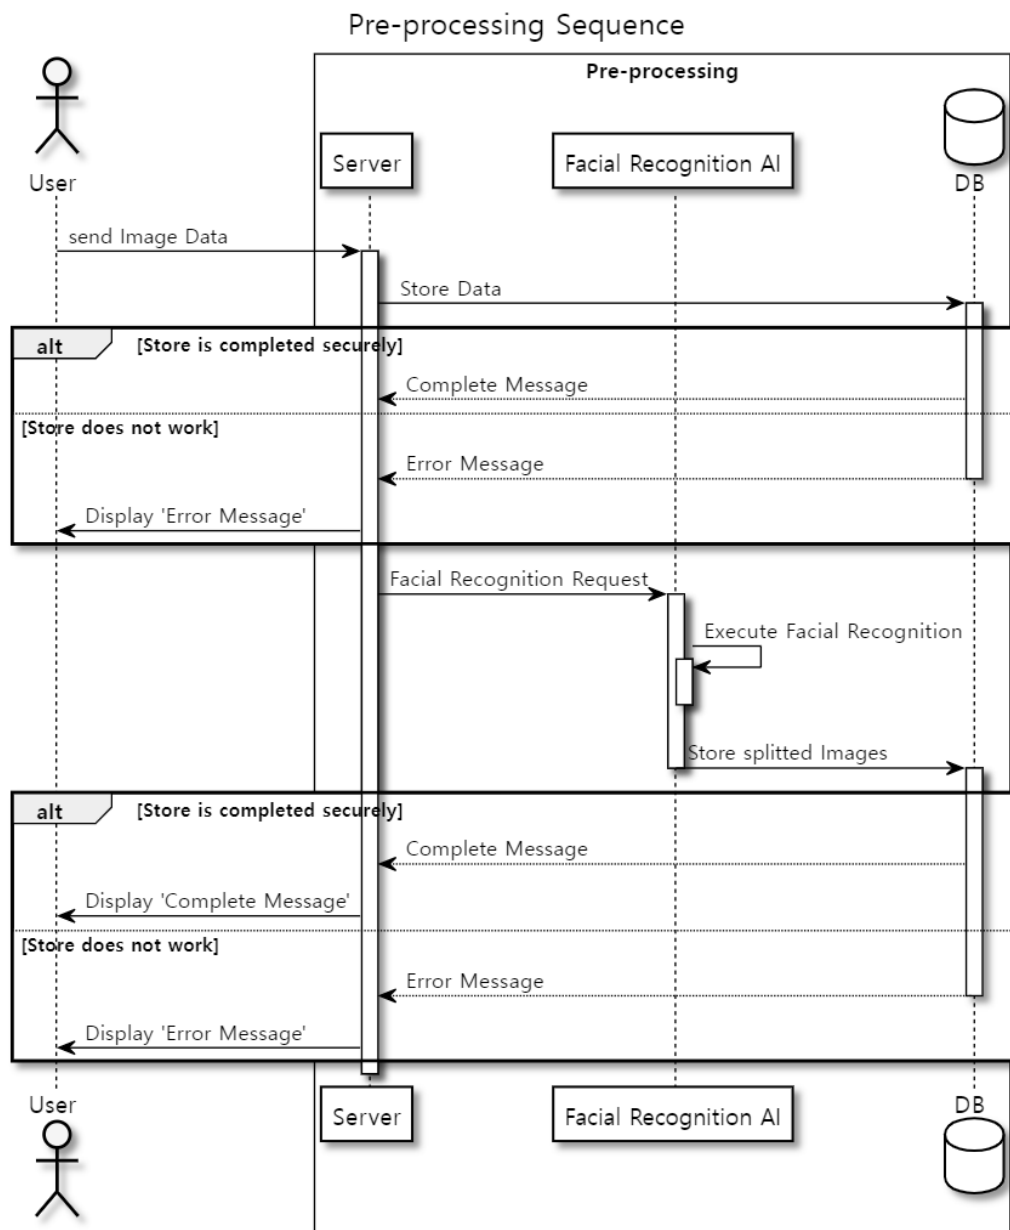 Pre-processing Sequence
Pre-processing
User
Server
Facial Recognition AI
DB
send Image Data
Store Data
alt
[Store is completed securely]
Complete Message
[Store does not work]
Error Message
Display 'Error Message'
Facial Recognition Request
Execute Facial Recognition
Store splitted Images
alt
[Store is completed securely]
Complete Message
Display 'Complete Message'
[Store does not work]
Error Message
Display 'Error Message'
User
Server
Facial Recognition AI
DB